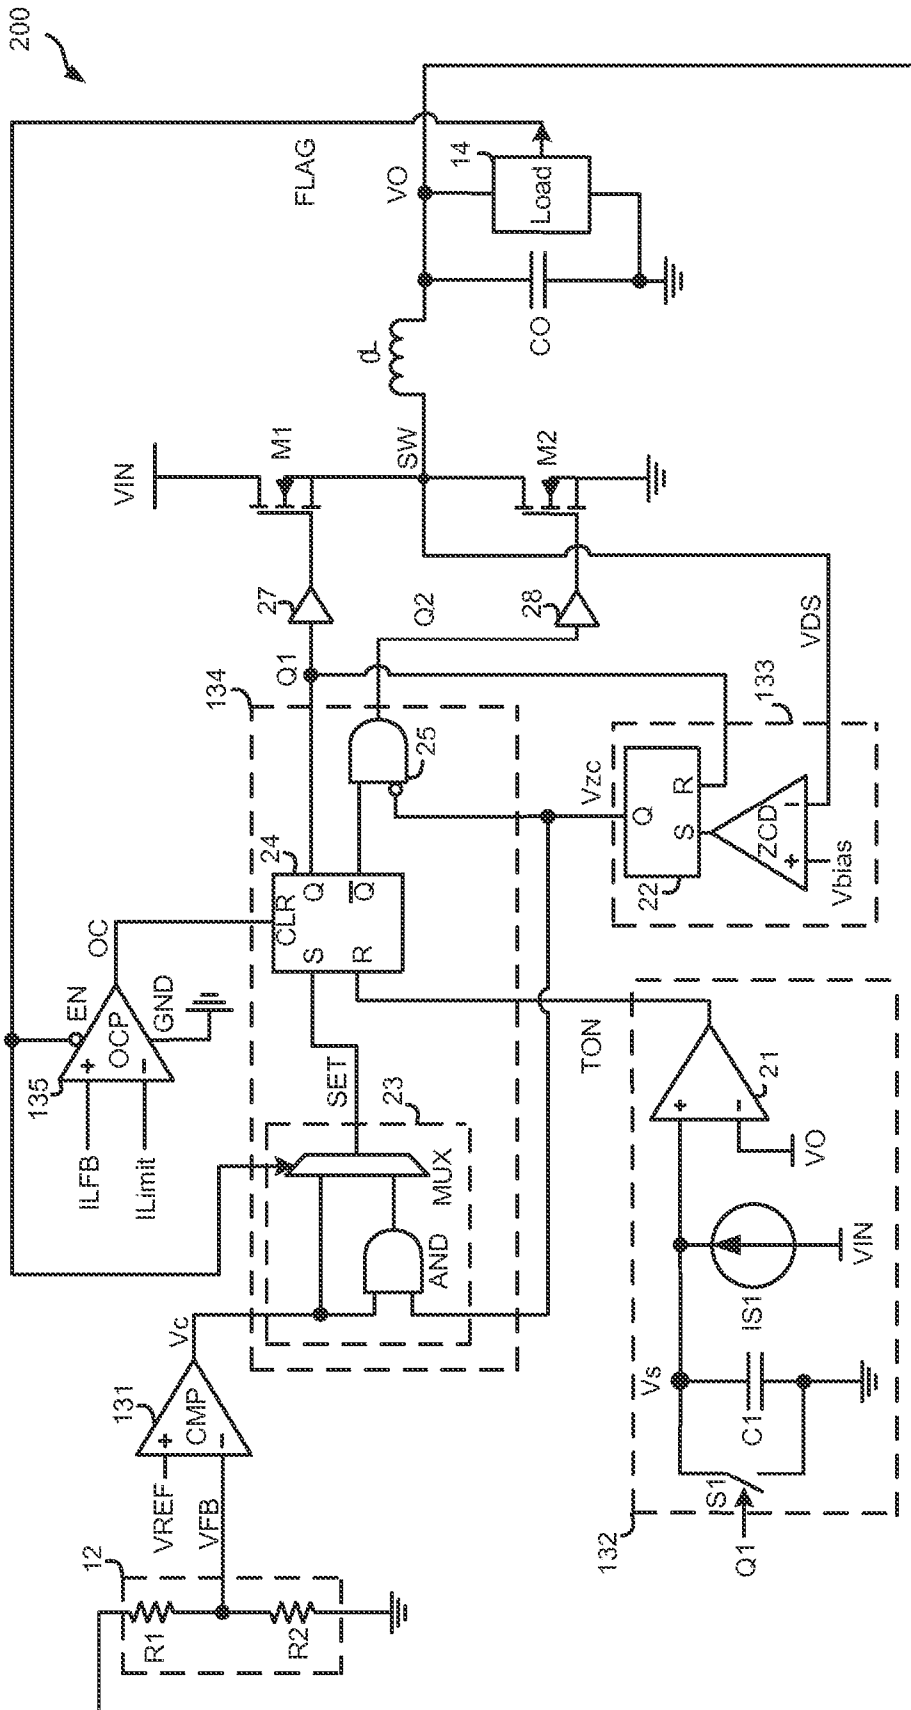 200
FLAG
VO
14
Load
CO
L
VIN
M1
SW
M2
27
Q1
Q2
28
VDS
134
133
25
Vzc
24
CLR
S
Q
R
Q
22
Q
S
R
ZCD
+
-
Vbias
OC
EN
OCP
+
-
GND
135
ILFB
ILimit
SET
23
MUX
AND
TON
21
+
-
VO
VIN
IS1
Vs
C1
S1
Q1
132
Vc
131
CMP
+
-
VREF
VFB
12
R1
R2